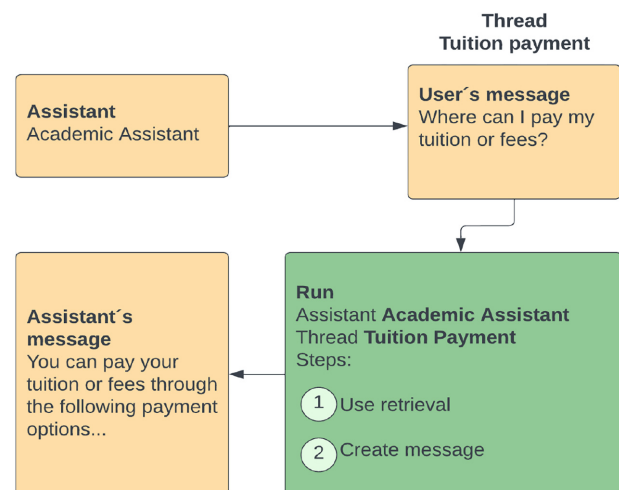 Thread
Tuition payment
Assistant
Academic Assistant
User´s message
Where can I pay my
tuition or fees?
Run
Assistant Academic Assistant
Thread Tuition Payment
Steps:
1 Use retrieval
2 Create message
Assistant´s
message
You can pay your
tuition or fees through
the following payment
options...